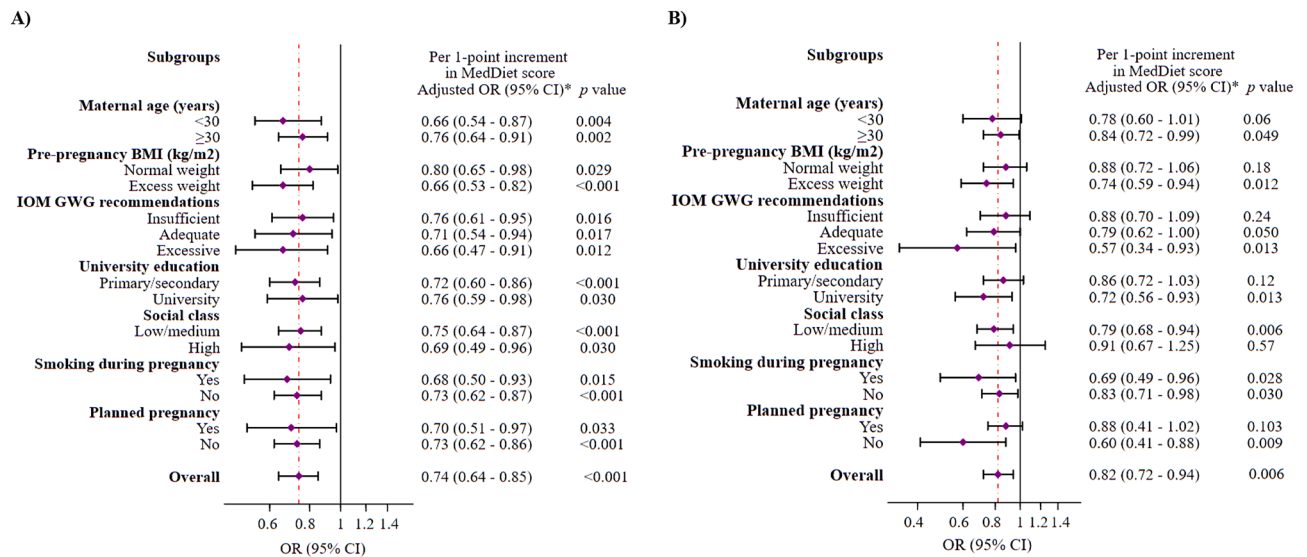 A)
Subgroups
Per 1-point increment
in MedDiet score
Adjusted OR (95% CI)* p value
Maternal age (years)
<30 0.66 (0.54 - 0.87) 0.004
≥30 0.76 (0.64 - 0.91) 0.002
Pre-pregnancy BMI (kg/m2)
Normal weight 0.80 (0.65 - 0.98) 0.029
Excess weight 0.66 (0.53 - 0.82) <0.001
IOM GWG recommendations
Insufficient 0.76 (0.61 - 0.95) 0.016
Adequate 0.71 (0.54 - 0.94) 0.017
Excessive 0.66 (0.47 - 0.91) 0.012
University education
Primary/secondary 0.72 (0.60 - 0.86) <0.001
University 0.76 (0.59 - 0.98) 0.030
Social class
Low/medium 0.75 (0.64 - 0.87) <0.001
High 0.69 (0.49 - 0.96) 0.030
Smoking during pregnancy
Yes 0.68 (0.50 - 0.93) 0.015
No 0.73 (0.62 - 0.87) <0.001
Planned pregnancy
Yes 0.70 (0.51 - 0.97) 0.033
No 0.73 (0.62 - 0.86) <0.001
Overall 0.74 (0.64 - 0.85) <0.001
0.6 0.8 1 1.2 1.4
OR (95% CI)
B)
Subgroups
Per 1-point increment
in MedDiet score
Adjusted OR (95% CI)* p value
Maternal age (years)
<30 0.78 (0.60 - 1.01) 0.06
≥30 0.84 (0.72 - 0.99) 0.049
Pre-pregnancy BMI (kg/m2)
Normal weight 0.88 (0.72 - 1.06) 0.18
Excess weight 0.74 (0.59 - 0.94) 0.012
IOM GWG recommendations
Insufficient 0.88 (0.70 - 1.09) 0.24
Adequate 0.79 (0.62 - 1.00) 0.050
Excessive 0.57 (0.34 - 0.93) 0.013
University education
Primary/secondary 0.86 (0.72 - 1.03) 0.12
University 0.72 (0.56 - 0.93) 0.013
Social class
Low/medium 0.79 (0.68 - 0.94) 0.006
High 0.91 (0.67 - 1.25) 0.57
Smoking during pregnancy
Yes 0.69 (0.49 - 0.96) 0.028
No 0.83 (0.71 - 0.98) 0.030
Planned pregnancy
Yes 0.88 (0.41 - 1.02) 0.103
No 0.60 (0.41 - 0.88) 0.009
Overall 0.82 (0.72 - 0.94) 0.006
0.4 0.6 0.8 1 1.2 1.4
OR (95% CI)